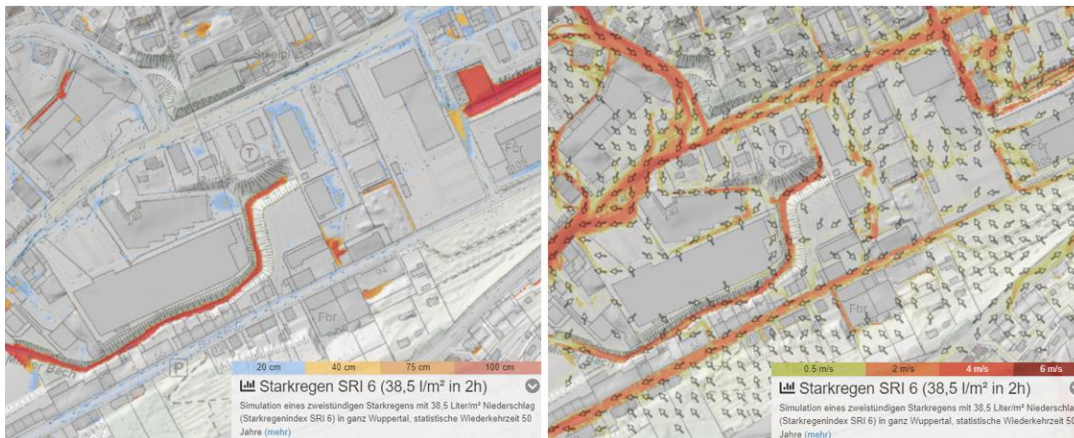 T
Fbr
Fbr
P
20 cm 40 cm 75 cm 100 cm
Starkregen SRI 6 (38,5 l/m² in 2h)
Simulation eines zweistündigen Starkregens mit 38,5 Liter/m² Niederschlag
(Starkregenindex SRI 6) in ganz Wuppertal, statistische Wiederkehrzeit 50
Jahre (mehr)
T
Fbr
Fbr
0.5 m/s 2 m/s 4 m/s 6 m/s
Starkregen SRI 6 (38,5 l/m² in 2h)
Simulation eines zweistündigen Starkregens mit 38,5 Liter/m² Niederschlag
(Starkregenindex SRI 6) in ganz Wuppertal, statistische Wiederkehrzeit 50
Jahre (mehr)